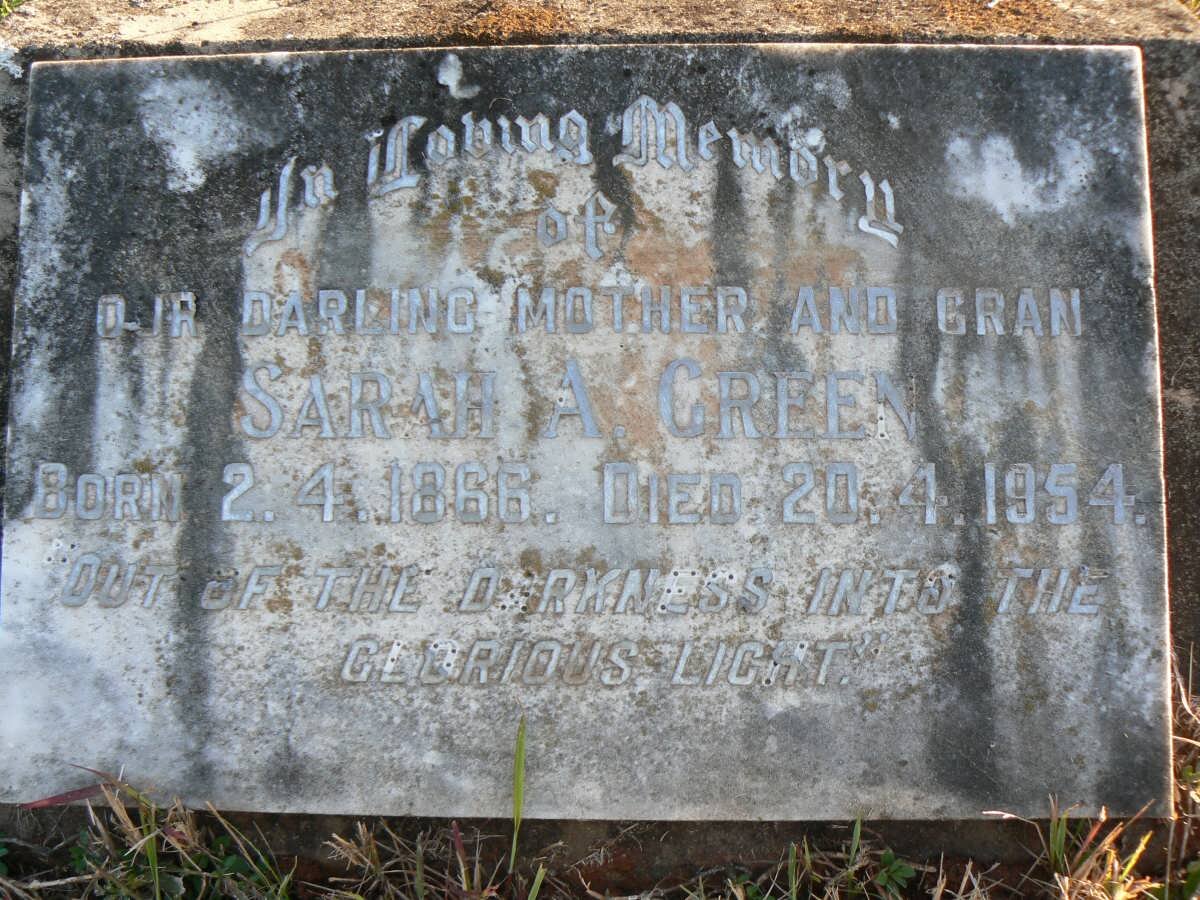 In Loving Memory
of
OUR DARLING MOTHER AND GRAN
SARAH A. GREEN
BORN 2.4.1866. DIED 20.4.1954.
"OUT OF THE DARKNESS INTO THE
GLORIOUS LIGHT."